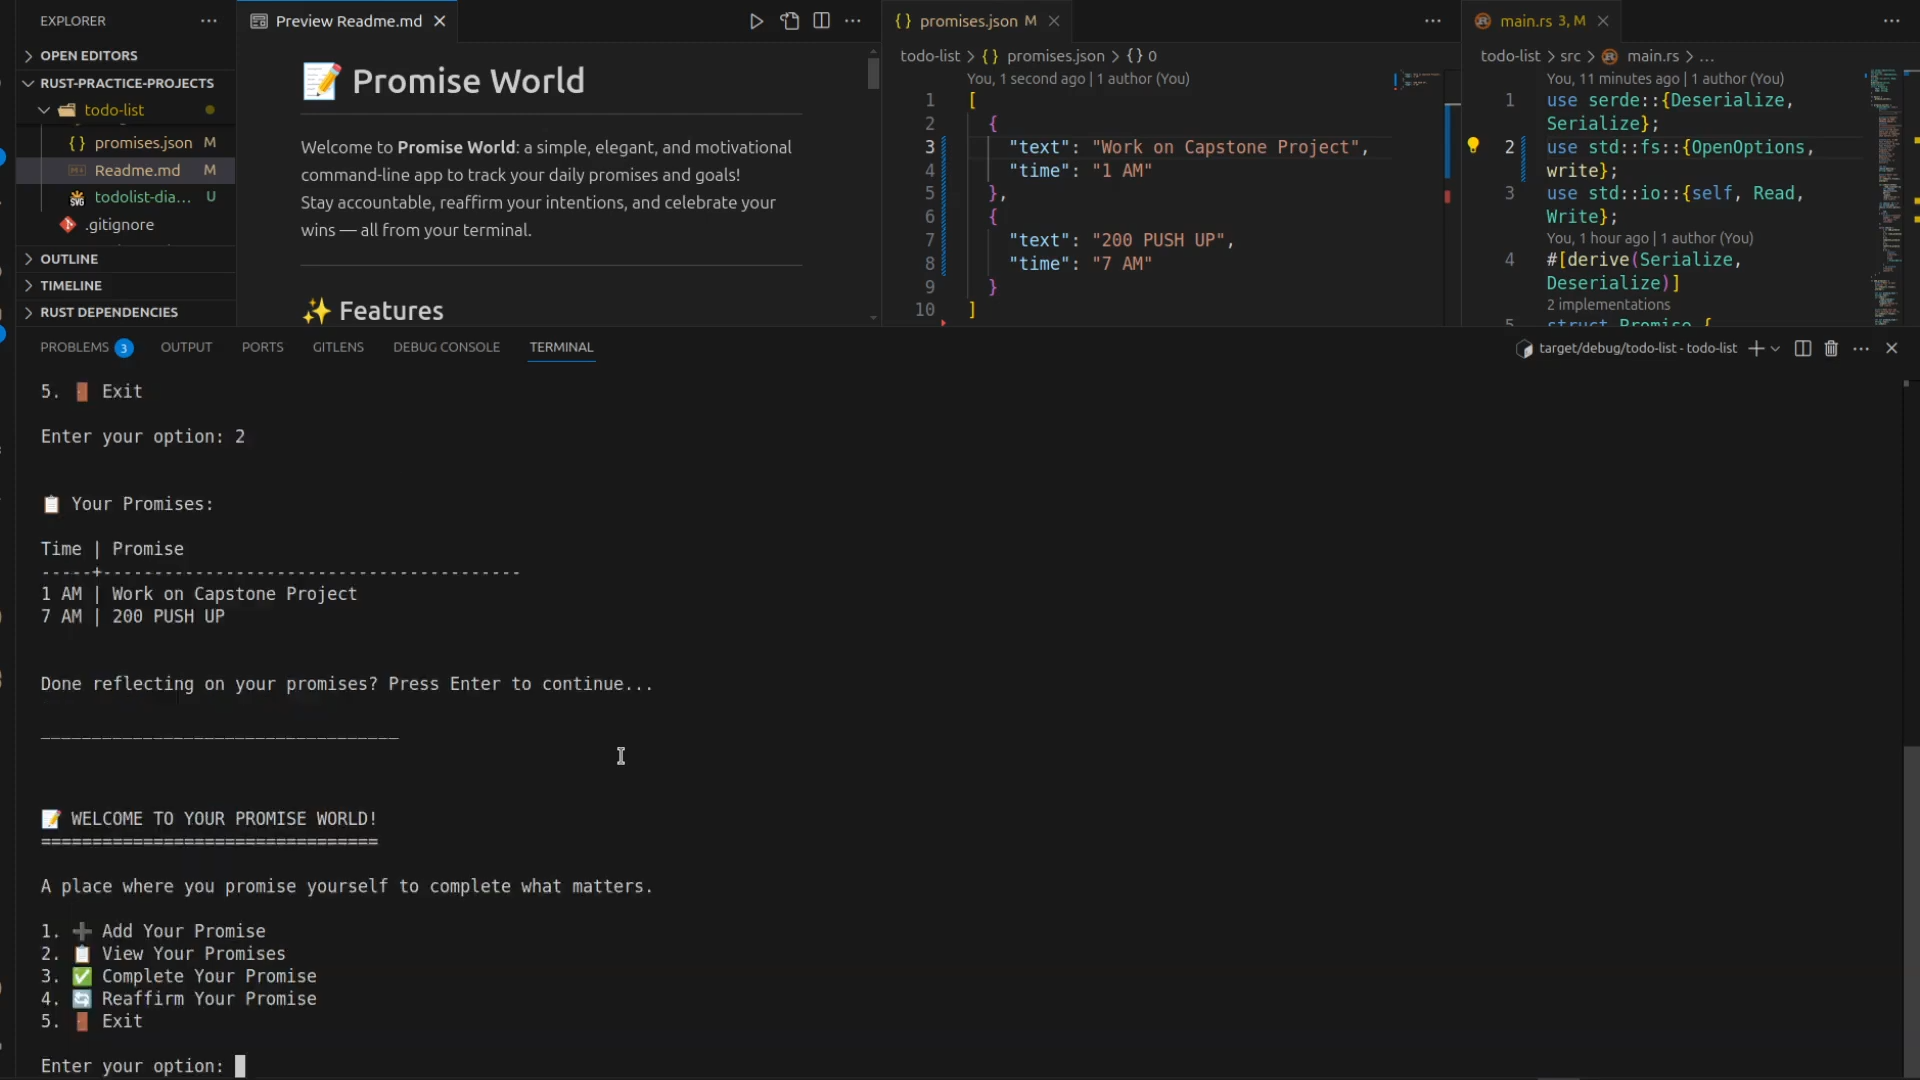 EXPLORER
OPEN EDITORS
RUST-PRACTICE-PROJECTS
todo-list
{} promises.json M
Readme.md M
todolist-dia... U
.gitignore
OUTLINE
TIMELINE
RUST DEPENDENCIES
Preview Readme.md
📝 Promise World
Welcome to Promise World: a simple, elegant, and motivational
command-line app to track your daily promises and goals!
Stay accountable, reaffirm your intentions, and celebrate your
wins — all from your terminal.
✨ Features
{} promises.json M
todo-list > {} promises.json > {} 0
You, 1 second ago | 1 author (You)
1 [
2 {
3 "text": "Work on Capstone Project",
4 "time": "1 AM"
5 },
6 {
7 "text": "200 PUSH UP",
8 "time": "7 AM"
9 }
10 ]
main.rs 3, M
todo-list > src > main.rs > ...
You, 11 minutes ago | 1 author (You)
1 use serde::{Deserialize,
Serialize};
2 use std::fs::{OpenOptions,
write};
3 use std::io::{self, Read,
Write};
You, 1 hour ago | 1 author (You)
4 #[derive(Serialize,
Deserialize)]
2 implementations
5 struct Promise {
PROBLEMS 3 OUTPUT PORTS GITLENS DEBUG CONSOLE TERMINAL
target/debug/todo-list - todo-list
5. 🚪 Exit
Enter your option: 2
📋 Your Promises:
Time | Promise
-----+-----------------------------------------
1 AM | Work on Capstone Project
7 AM | 200 PUSH UP
Done reflecting on your promises? Press Enter to continue...
___________________________________
📝 WELCOME TO YOUR PROMISE WORLD!
=================================
A place where you promise yourself to complete what matters.
1. ➕ Add Your Promise
2. 📋 View Your Promises
3. ✅ Complete Your Promise
4. 🔄 Reaffirm Your Promise
5. 🚪 Exit
Enter your option: